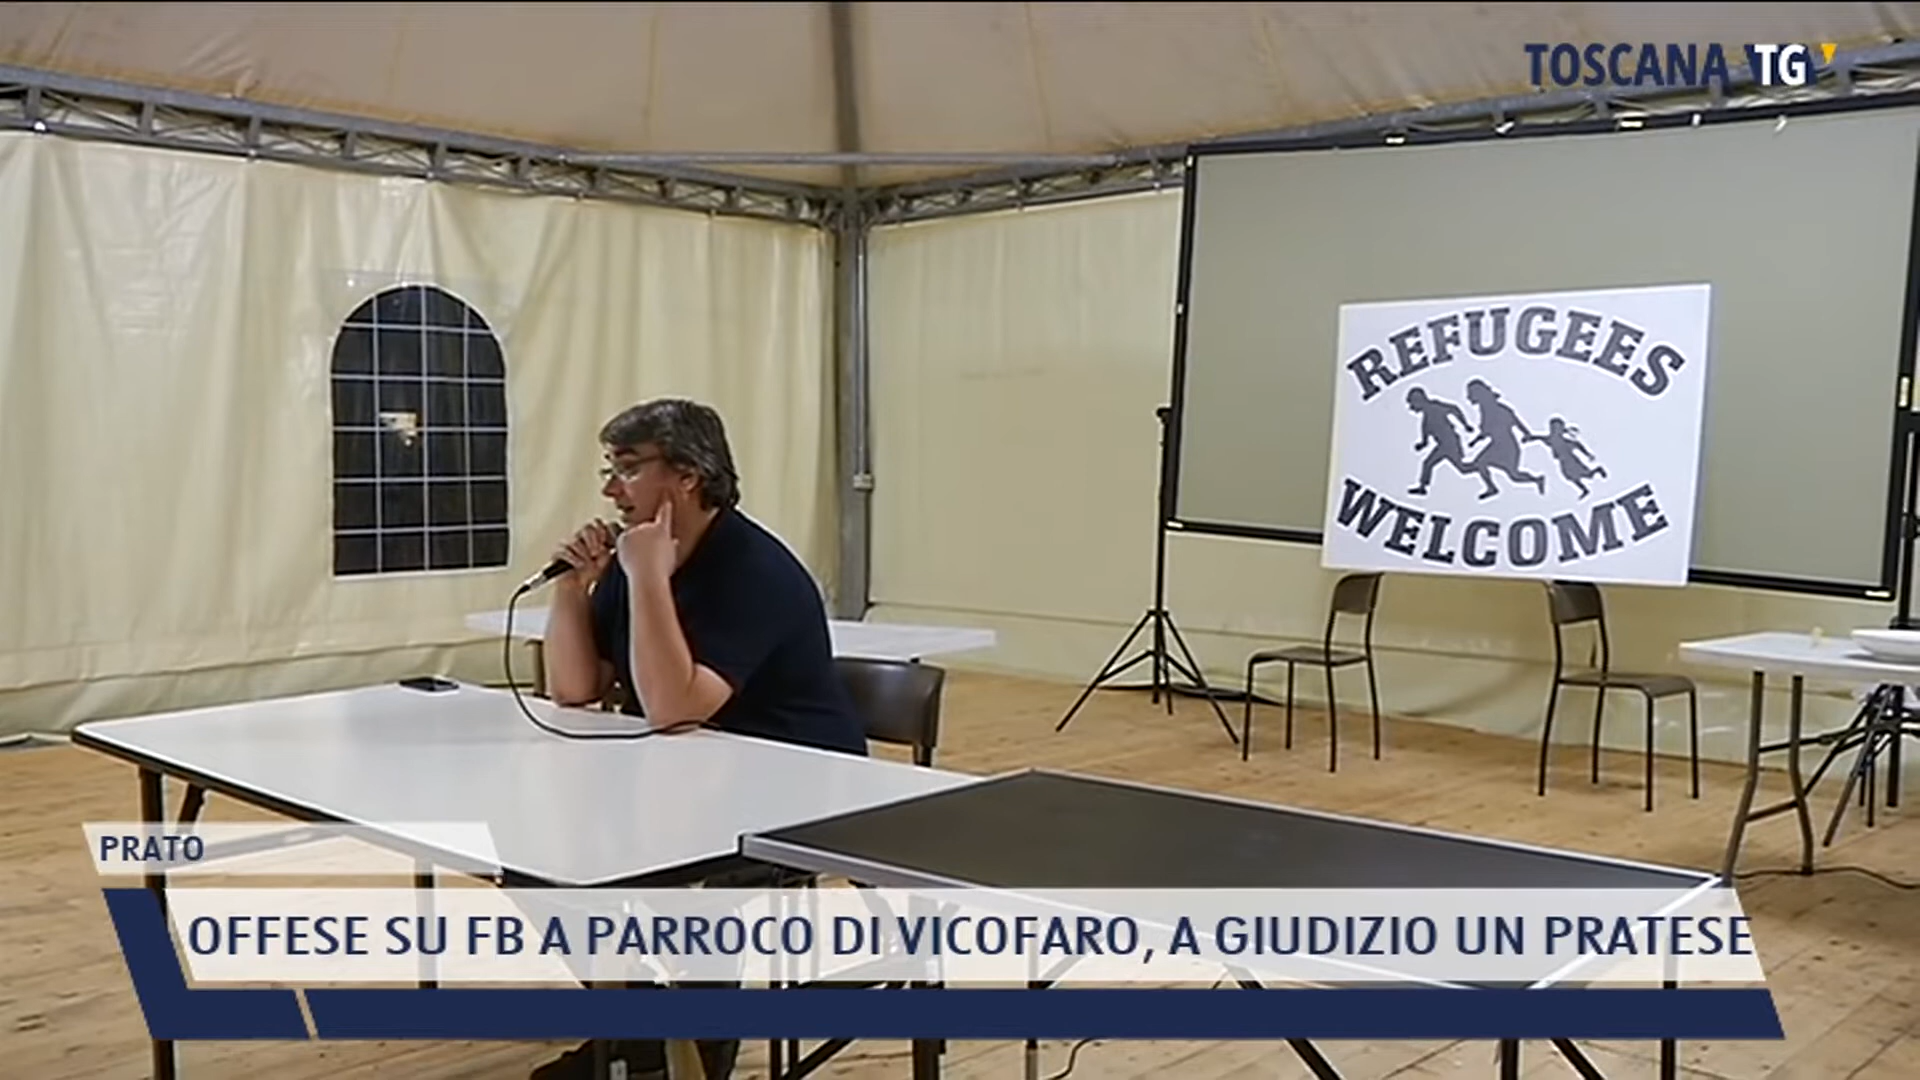 TOSCANA TG
REFUGEES
WELCOME
PRATO
OFFESE SU FB A PARROCO DI VICOFARO, A GIUDIZIO UN PRATESE